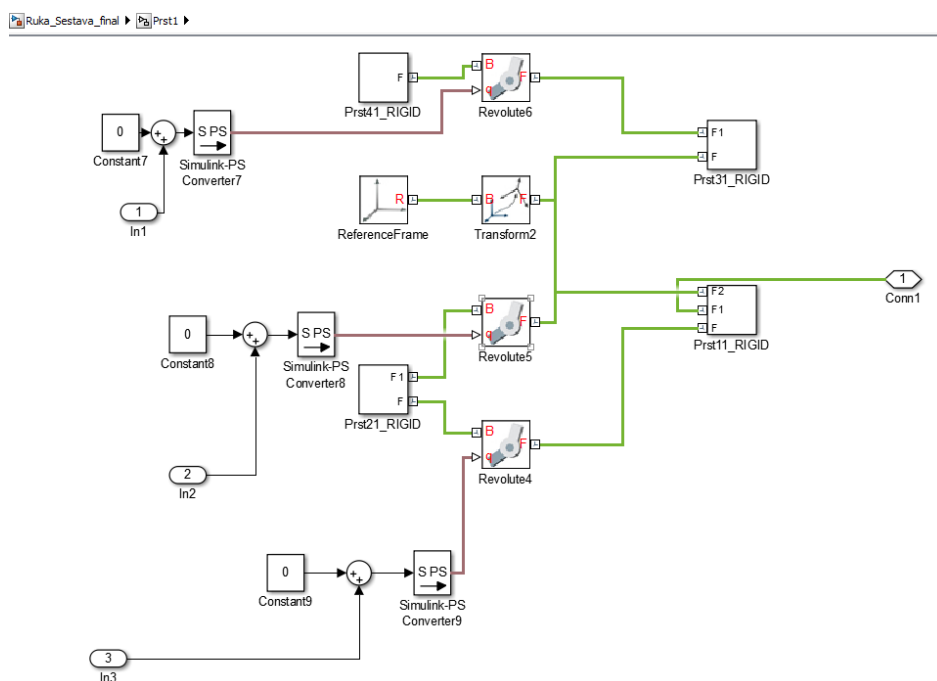 Ruka_Sestava_final Prst1
F
Prst41_RIGID
B
F
q
Revolute6
0
Constant7
+
+
S PS
Simulink-PS
Converter7
1
In1
F1
F
Prst31_RIGID
R
ReferenceFrame
B
F
Transform2
1
Conn1
F2
F1
F
Prst11_RIGID
B
F
q
Revolute5
0
Constant8
+
+
S PS
Simulink-PS
Converter8
F1
F
Prst21_RIGID
B
F
q
Revolute4
2
In2
0
Constant9
+
+
S PS
Simulink-PS
Converter9
3
In3